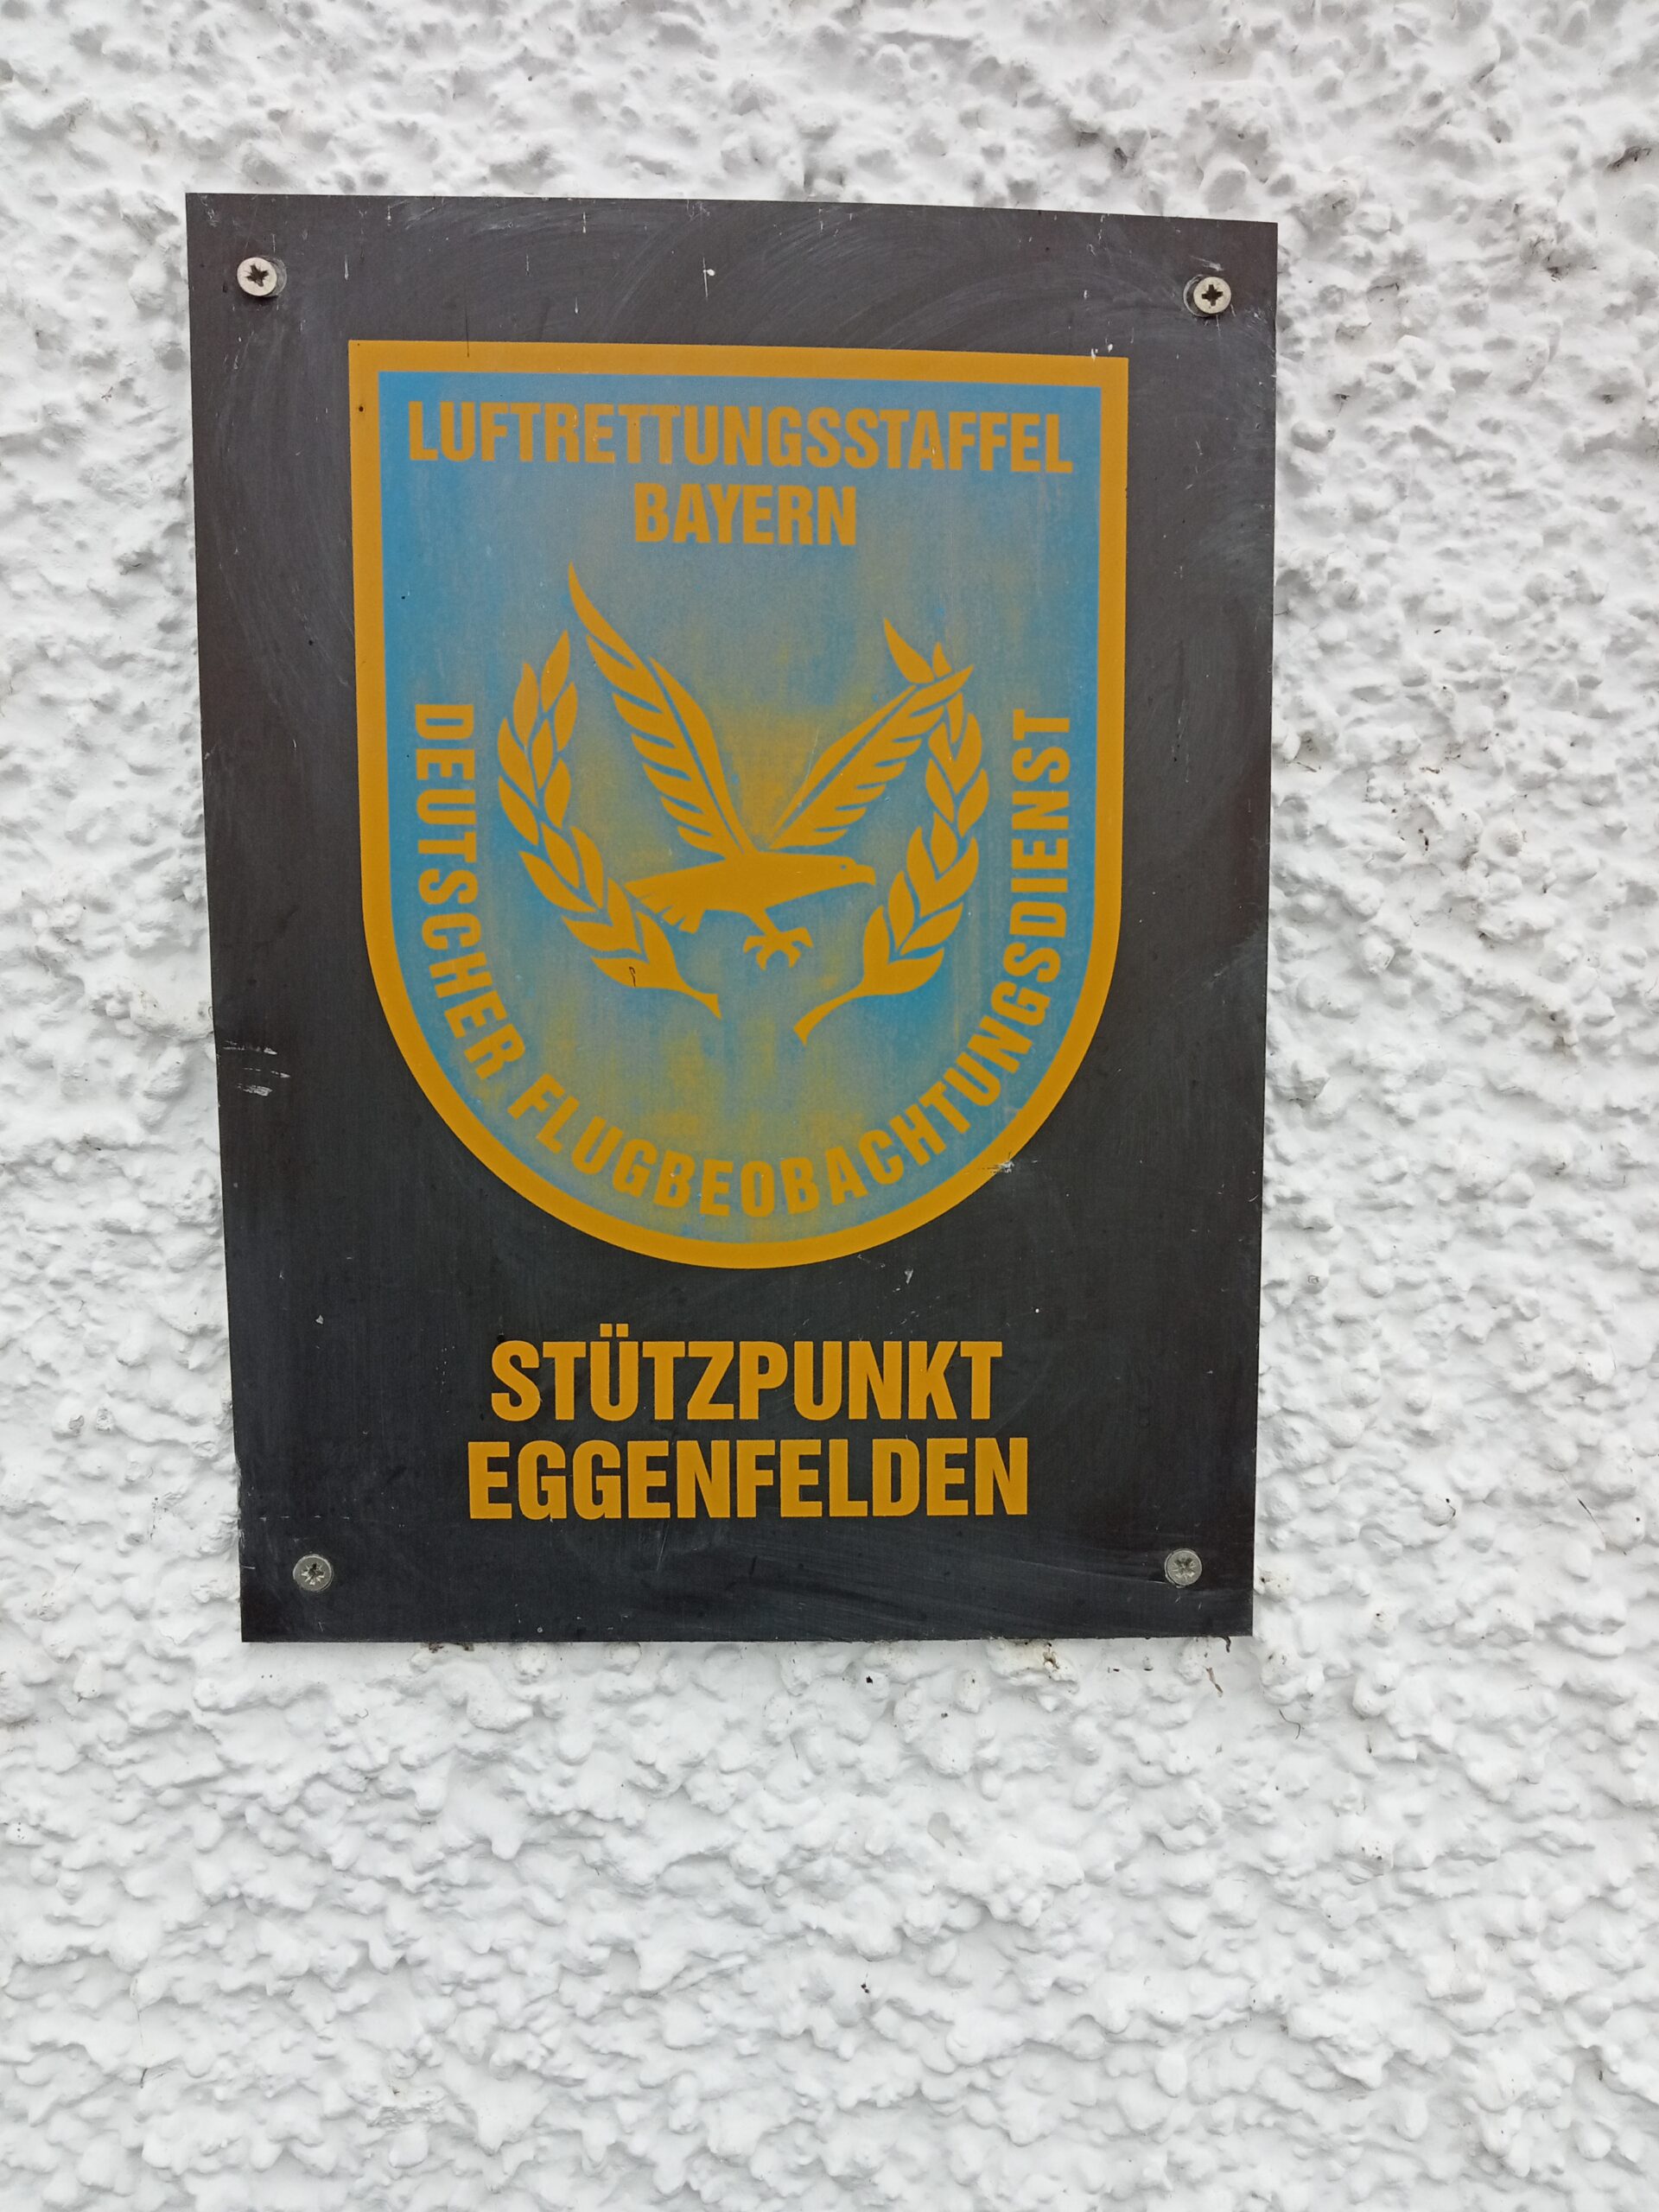 LUFTRETTUNGSSTAFFEL
BAYERN
DEUTSCHER FLUGBEOBACHTUNGSDIENST
STÜTZPUNKT
EGGENFELDEN